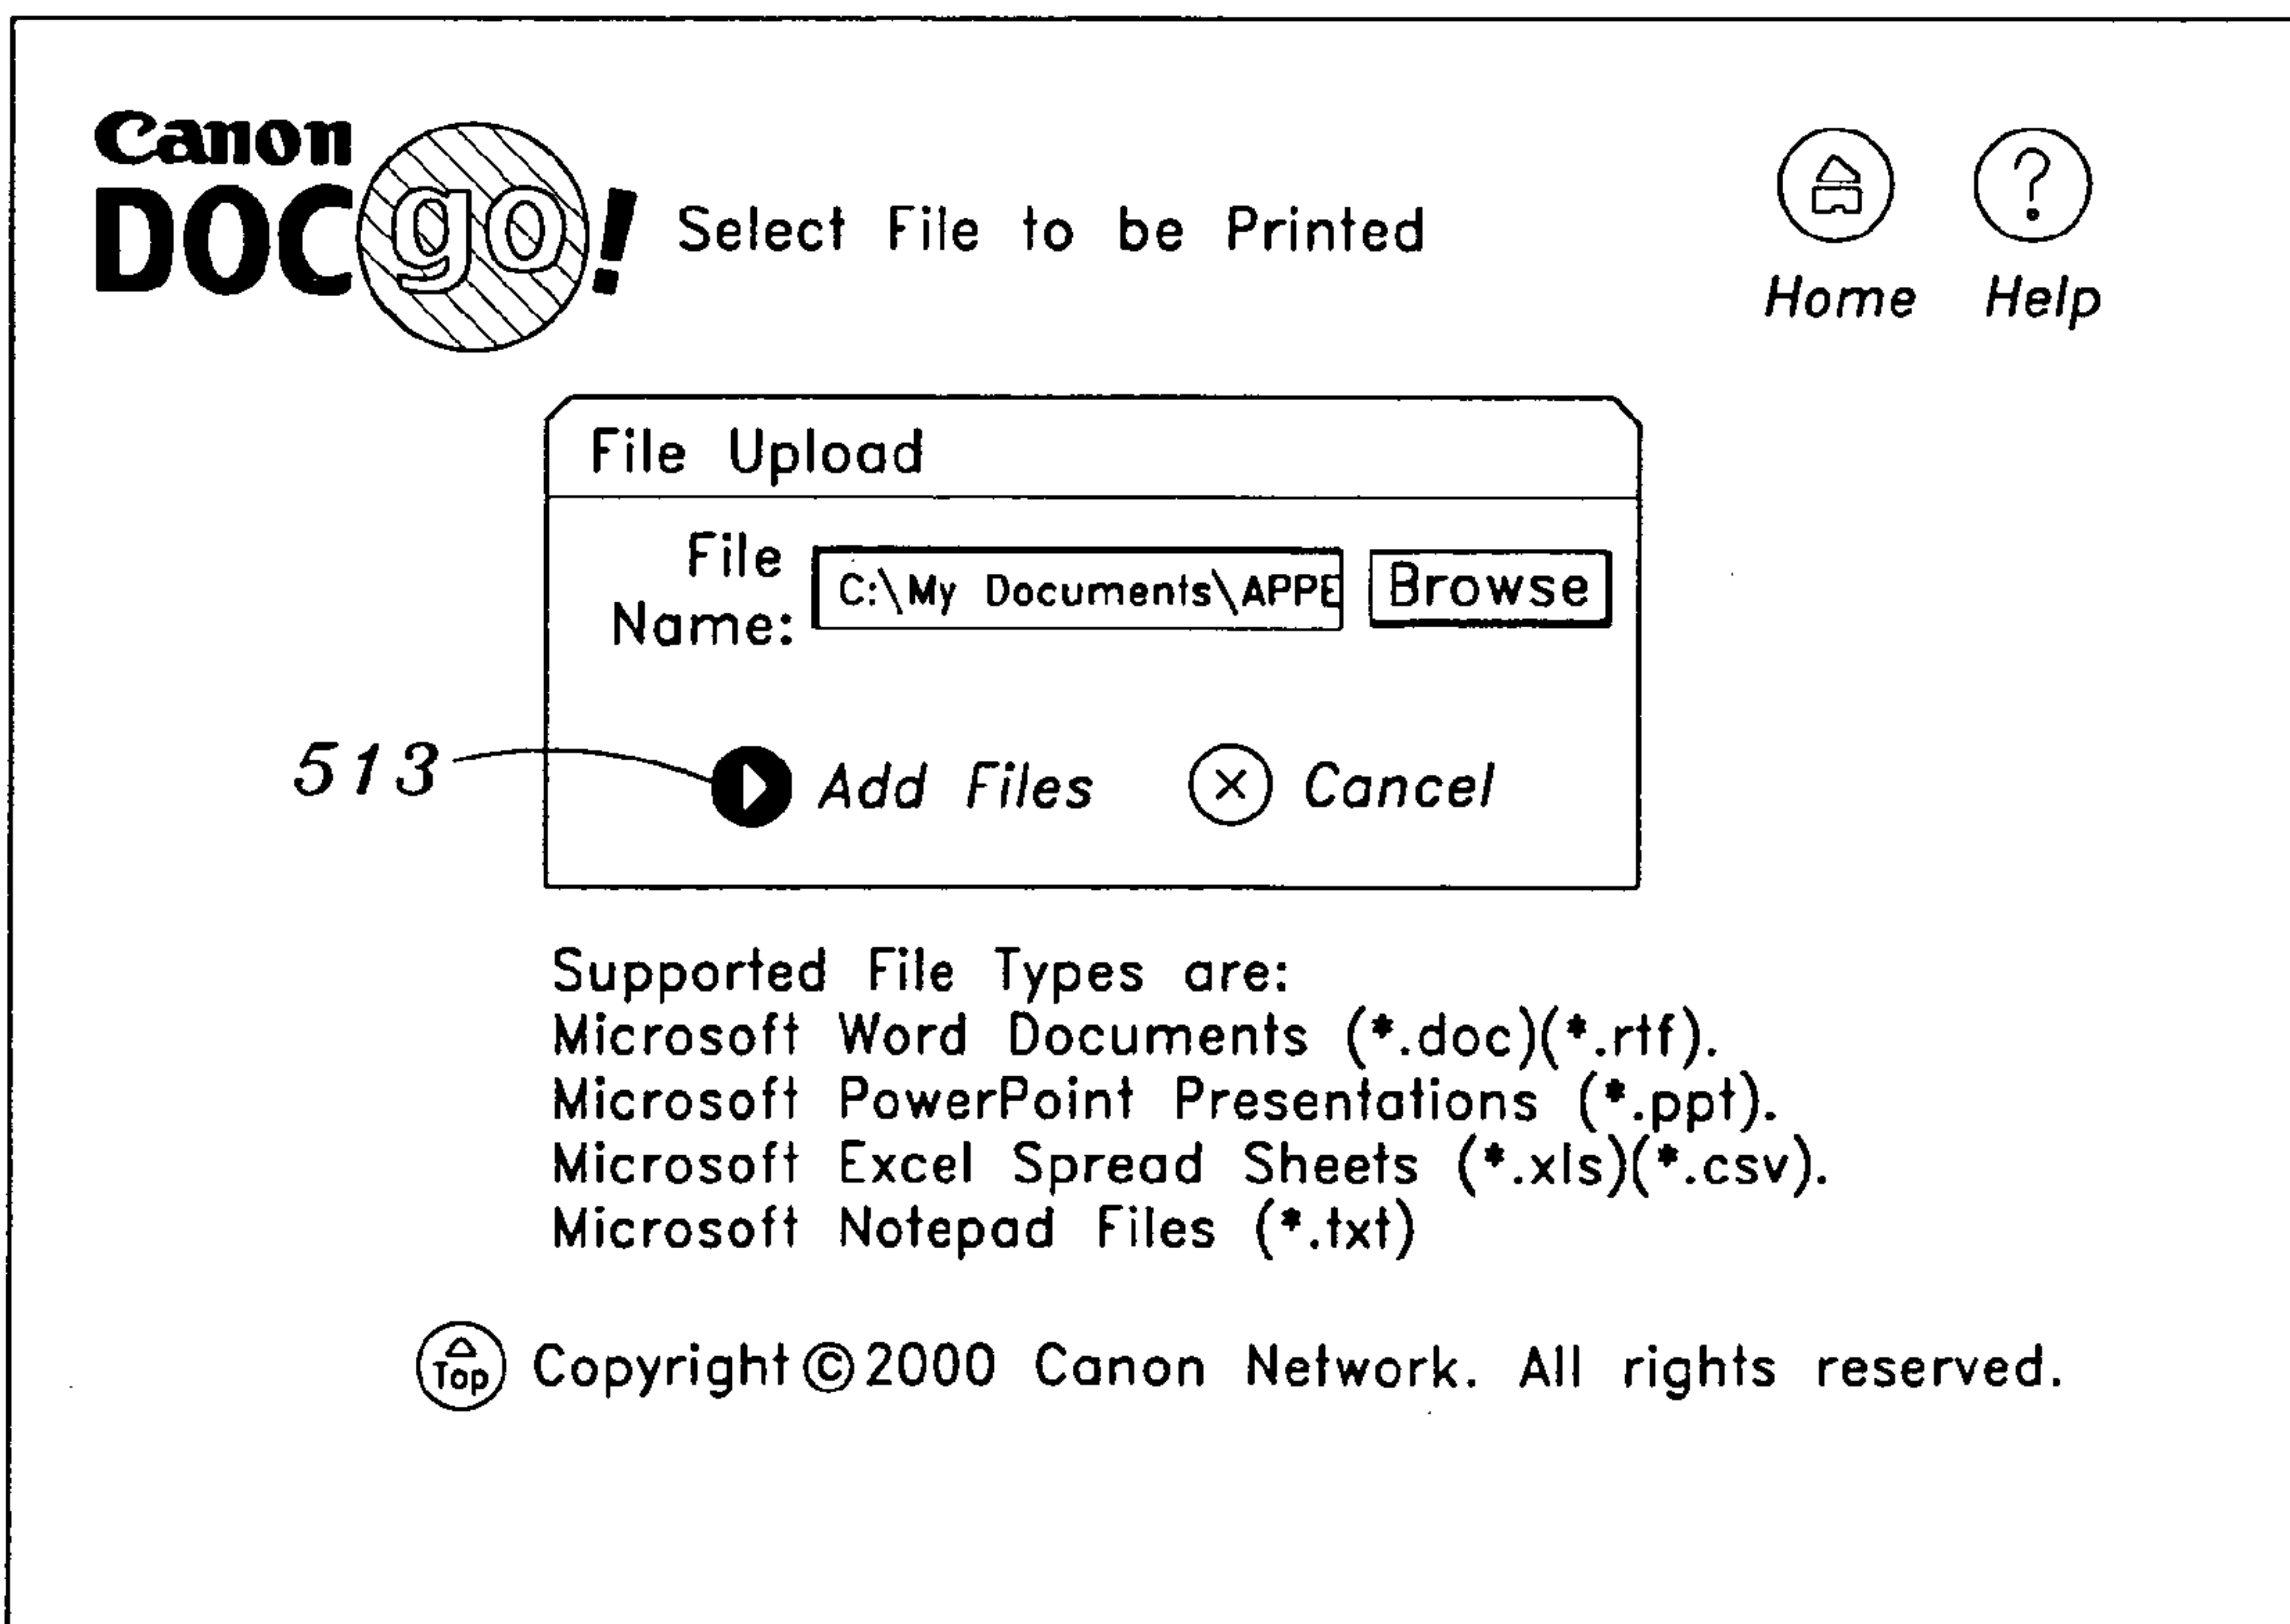 Canon
DOCgo! Select File to be Printed
Home Help
File Upload
File
Name:
C:\My Documents\APPE
Browse
513
Add Files Cancel
Supported File Types are:
Microsoft Word Documents (*.doc)(*.rtf).
Microsoft PowerPoint Presentations (*.ppt).
Microsoft Excel Spread Sheets (*.xls)(*.csv).
Microsoft Notepad Files (*.txt)
Top Copyright©2000 Canon Network. All rights reserved.